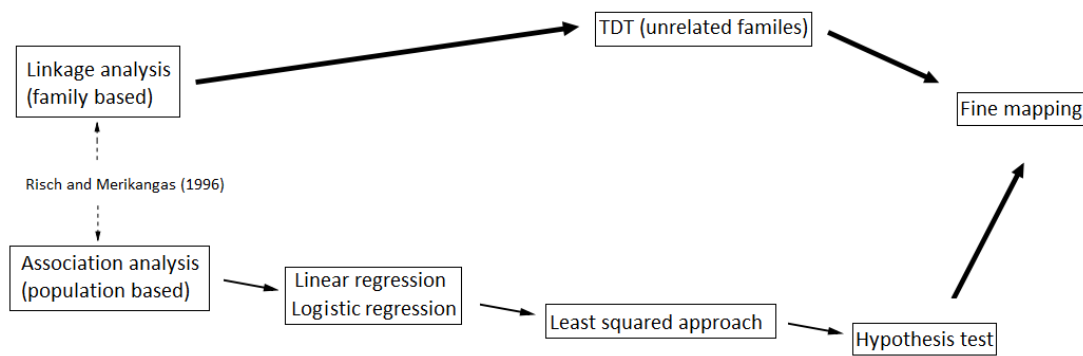 TDT (unrelated familes)
Linkage analysis
(family based)
Fine mapping
Risch and Merikangas (1996)
Association analysis
(population based)
Linear regression
Logistic regression
Least squared approach
Hypothesis test